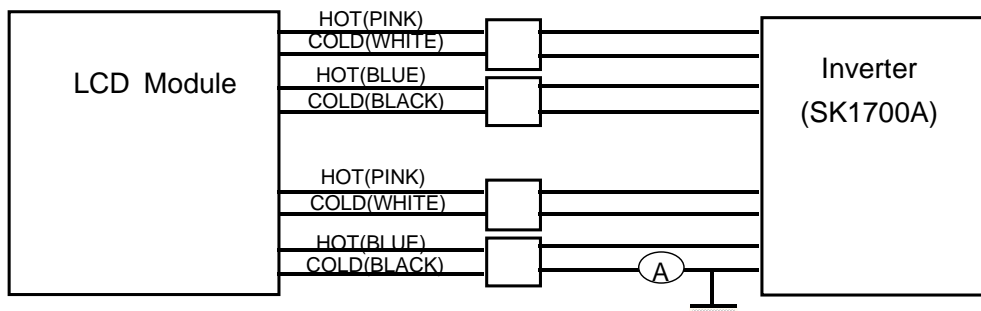 HOT(PINK)
COLD(WHITE)
HOT(BLUE)
COLD(BLACK)
LCD Module
Inverter
(SK1700A)
HOT(PINK)
COLD(WHITE)
HOT(BLUE)
COLD(BLACK)
A